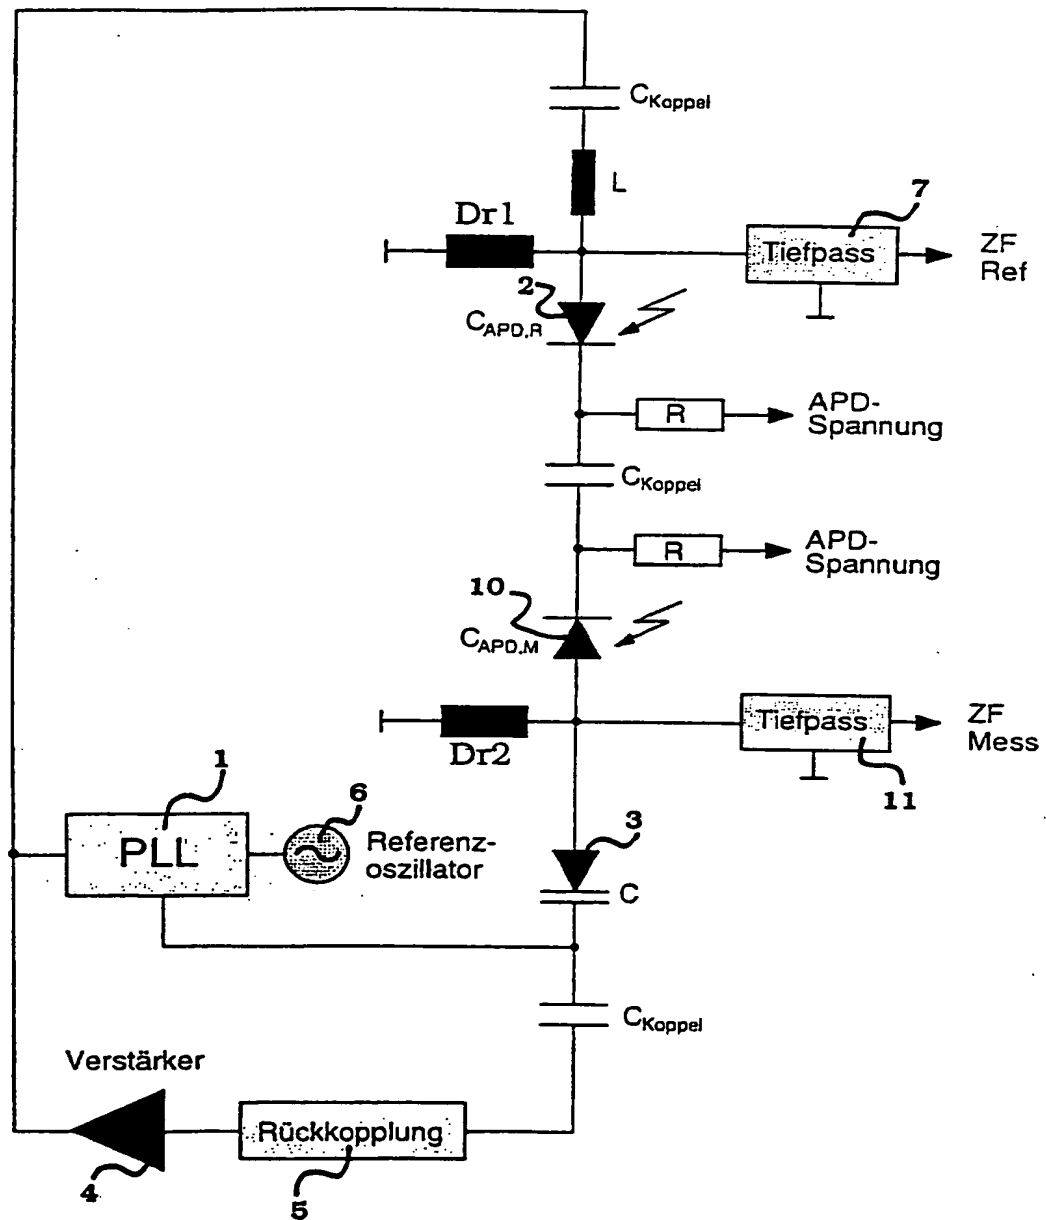 C_Koppel
L
7
Dr1
Tiefpass
ZF
Ref
2
C_APD,R
R
APD-
Spannung
C_Koppel
R
APD-
Spannung
10
C_APD,M
Dr2
Tiefpass
ZF
Mess
11
1
6
3
PLL
Referenz-
oszillator
C
C_Koppel
Verstärker
Rückkopplung
4
5